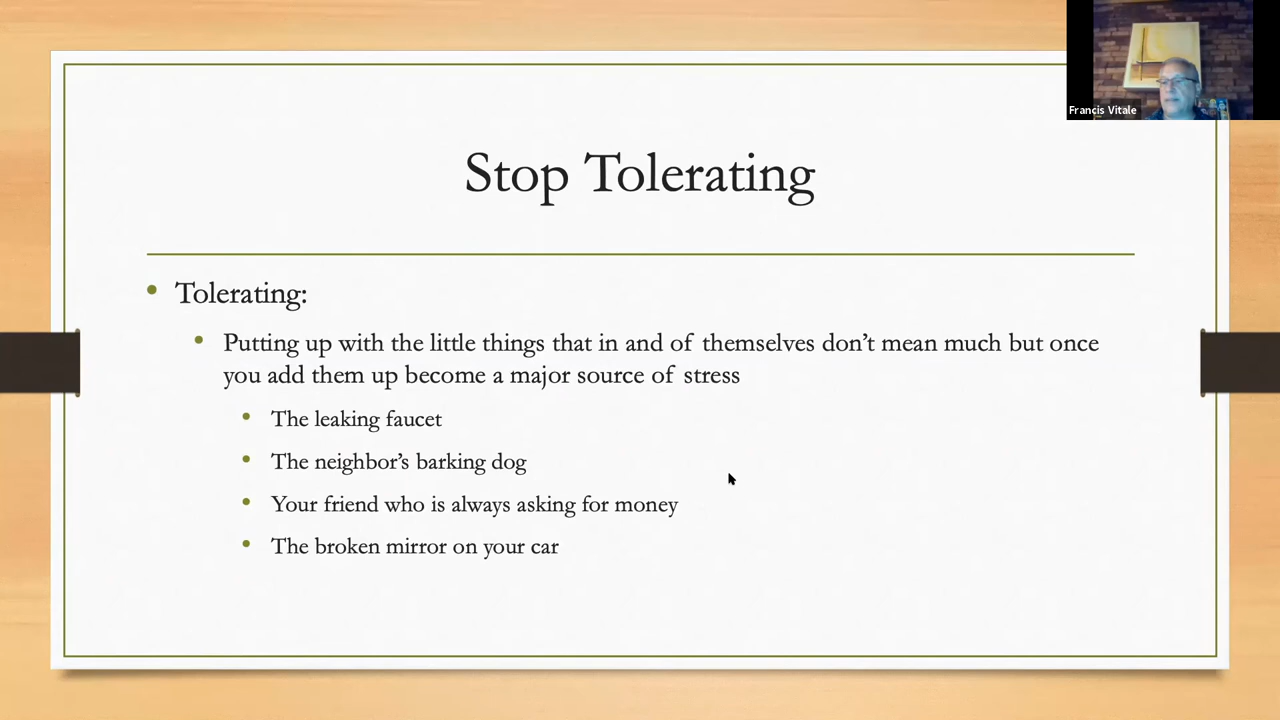 Francis Vitale
Stop Tolerating
Tolerating:
Putting up with the little things that in and of themselves don’t mean much but once
you add them up become a major source of stress
The leaking faucet
The neighbor’s barking dog
Your friend who is always asking for money
The broken mirror on your car